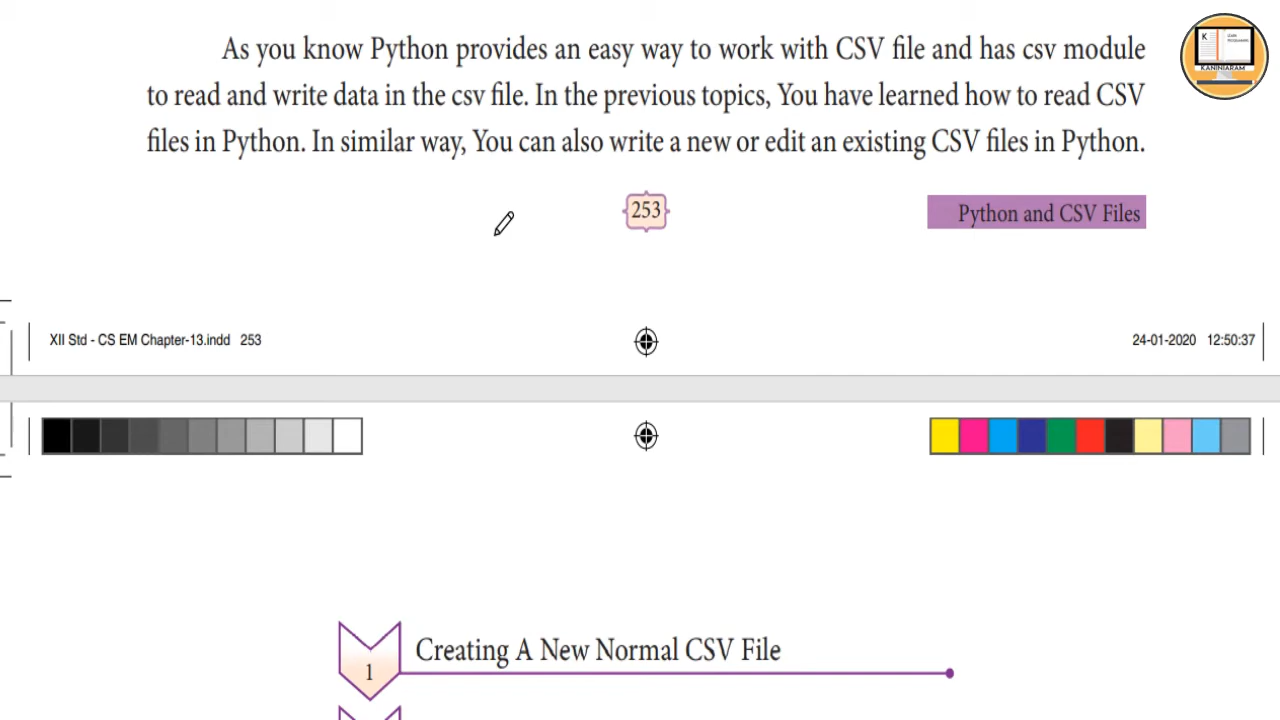 K
KANINIARAM
As you know Python provides an easy way to work with CSV file and has csv module
to read and write data in the csv file. In the previous topics, You have learned how to read CSV
files in Python. In similar way, You can also write a new or edit an existing CSV files in Python.
253
Python and CSV Files
XII Std - CS EM Chapter-13.indd 253
24-01-2020 12:50:37
Creating A New Normal CSV File
1